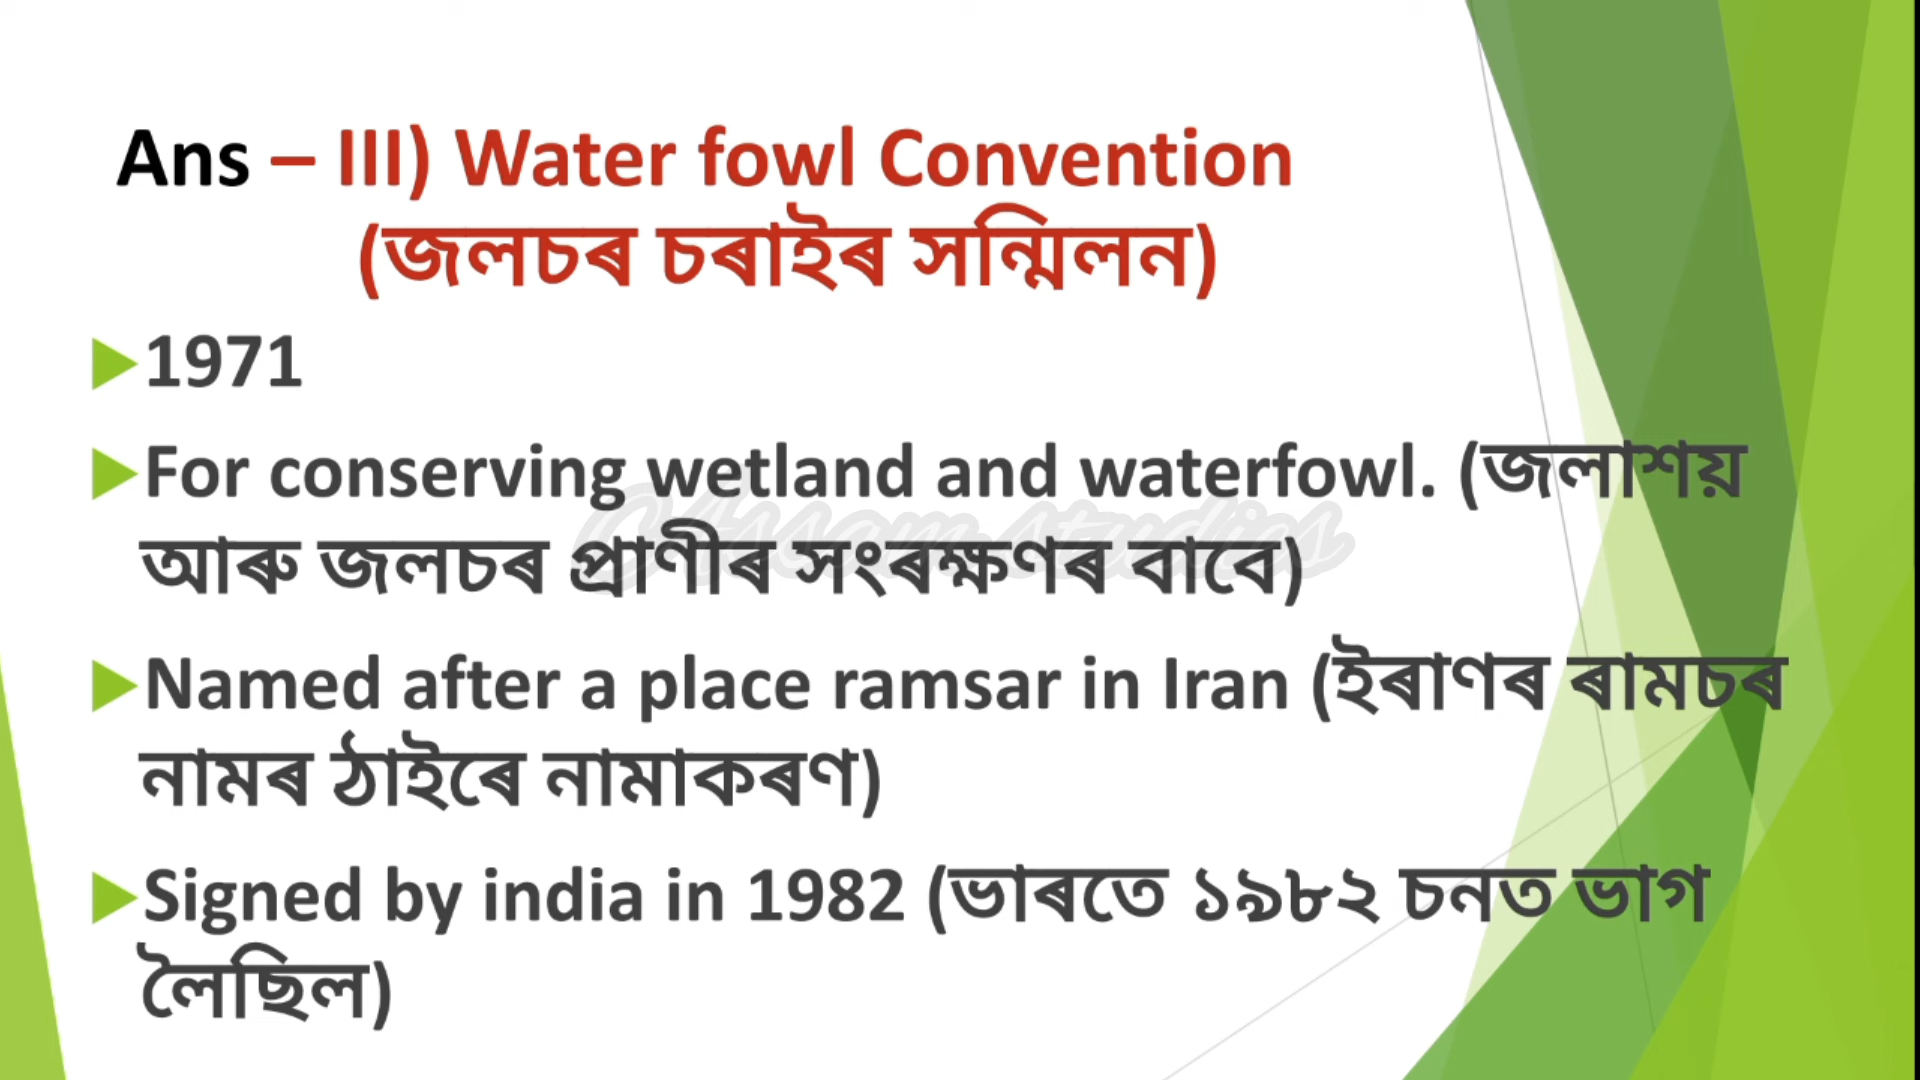 Ans – III) Water fowl Convention
(জলচৰ চৰাইৰ সন্মিলন)
1971
For conserving wetland and waterfowl. (জলাশয়
আৰু জলচৰ প্ৰাণীৰ সংৰক্ষণৰ বাবে)
Assam studies
Named after a place ramsar in Iran (ইৰাণৰ ৰামচৰ
নামৰ ঠাইৰে নামাকৰণ)
Signed by india in 1982 (ভাৰতে ১৯৮২ চনত ভাগ
লৈছিল)